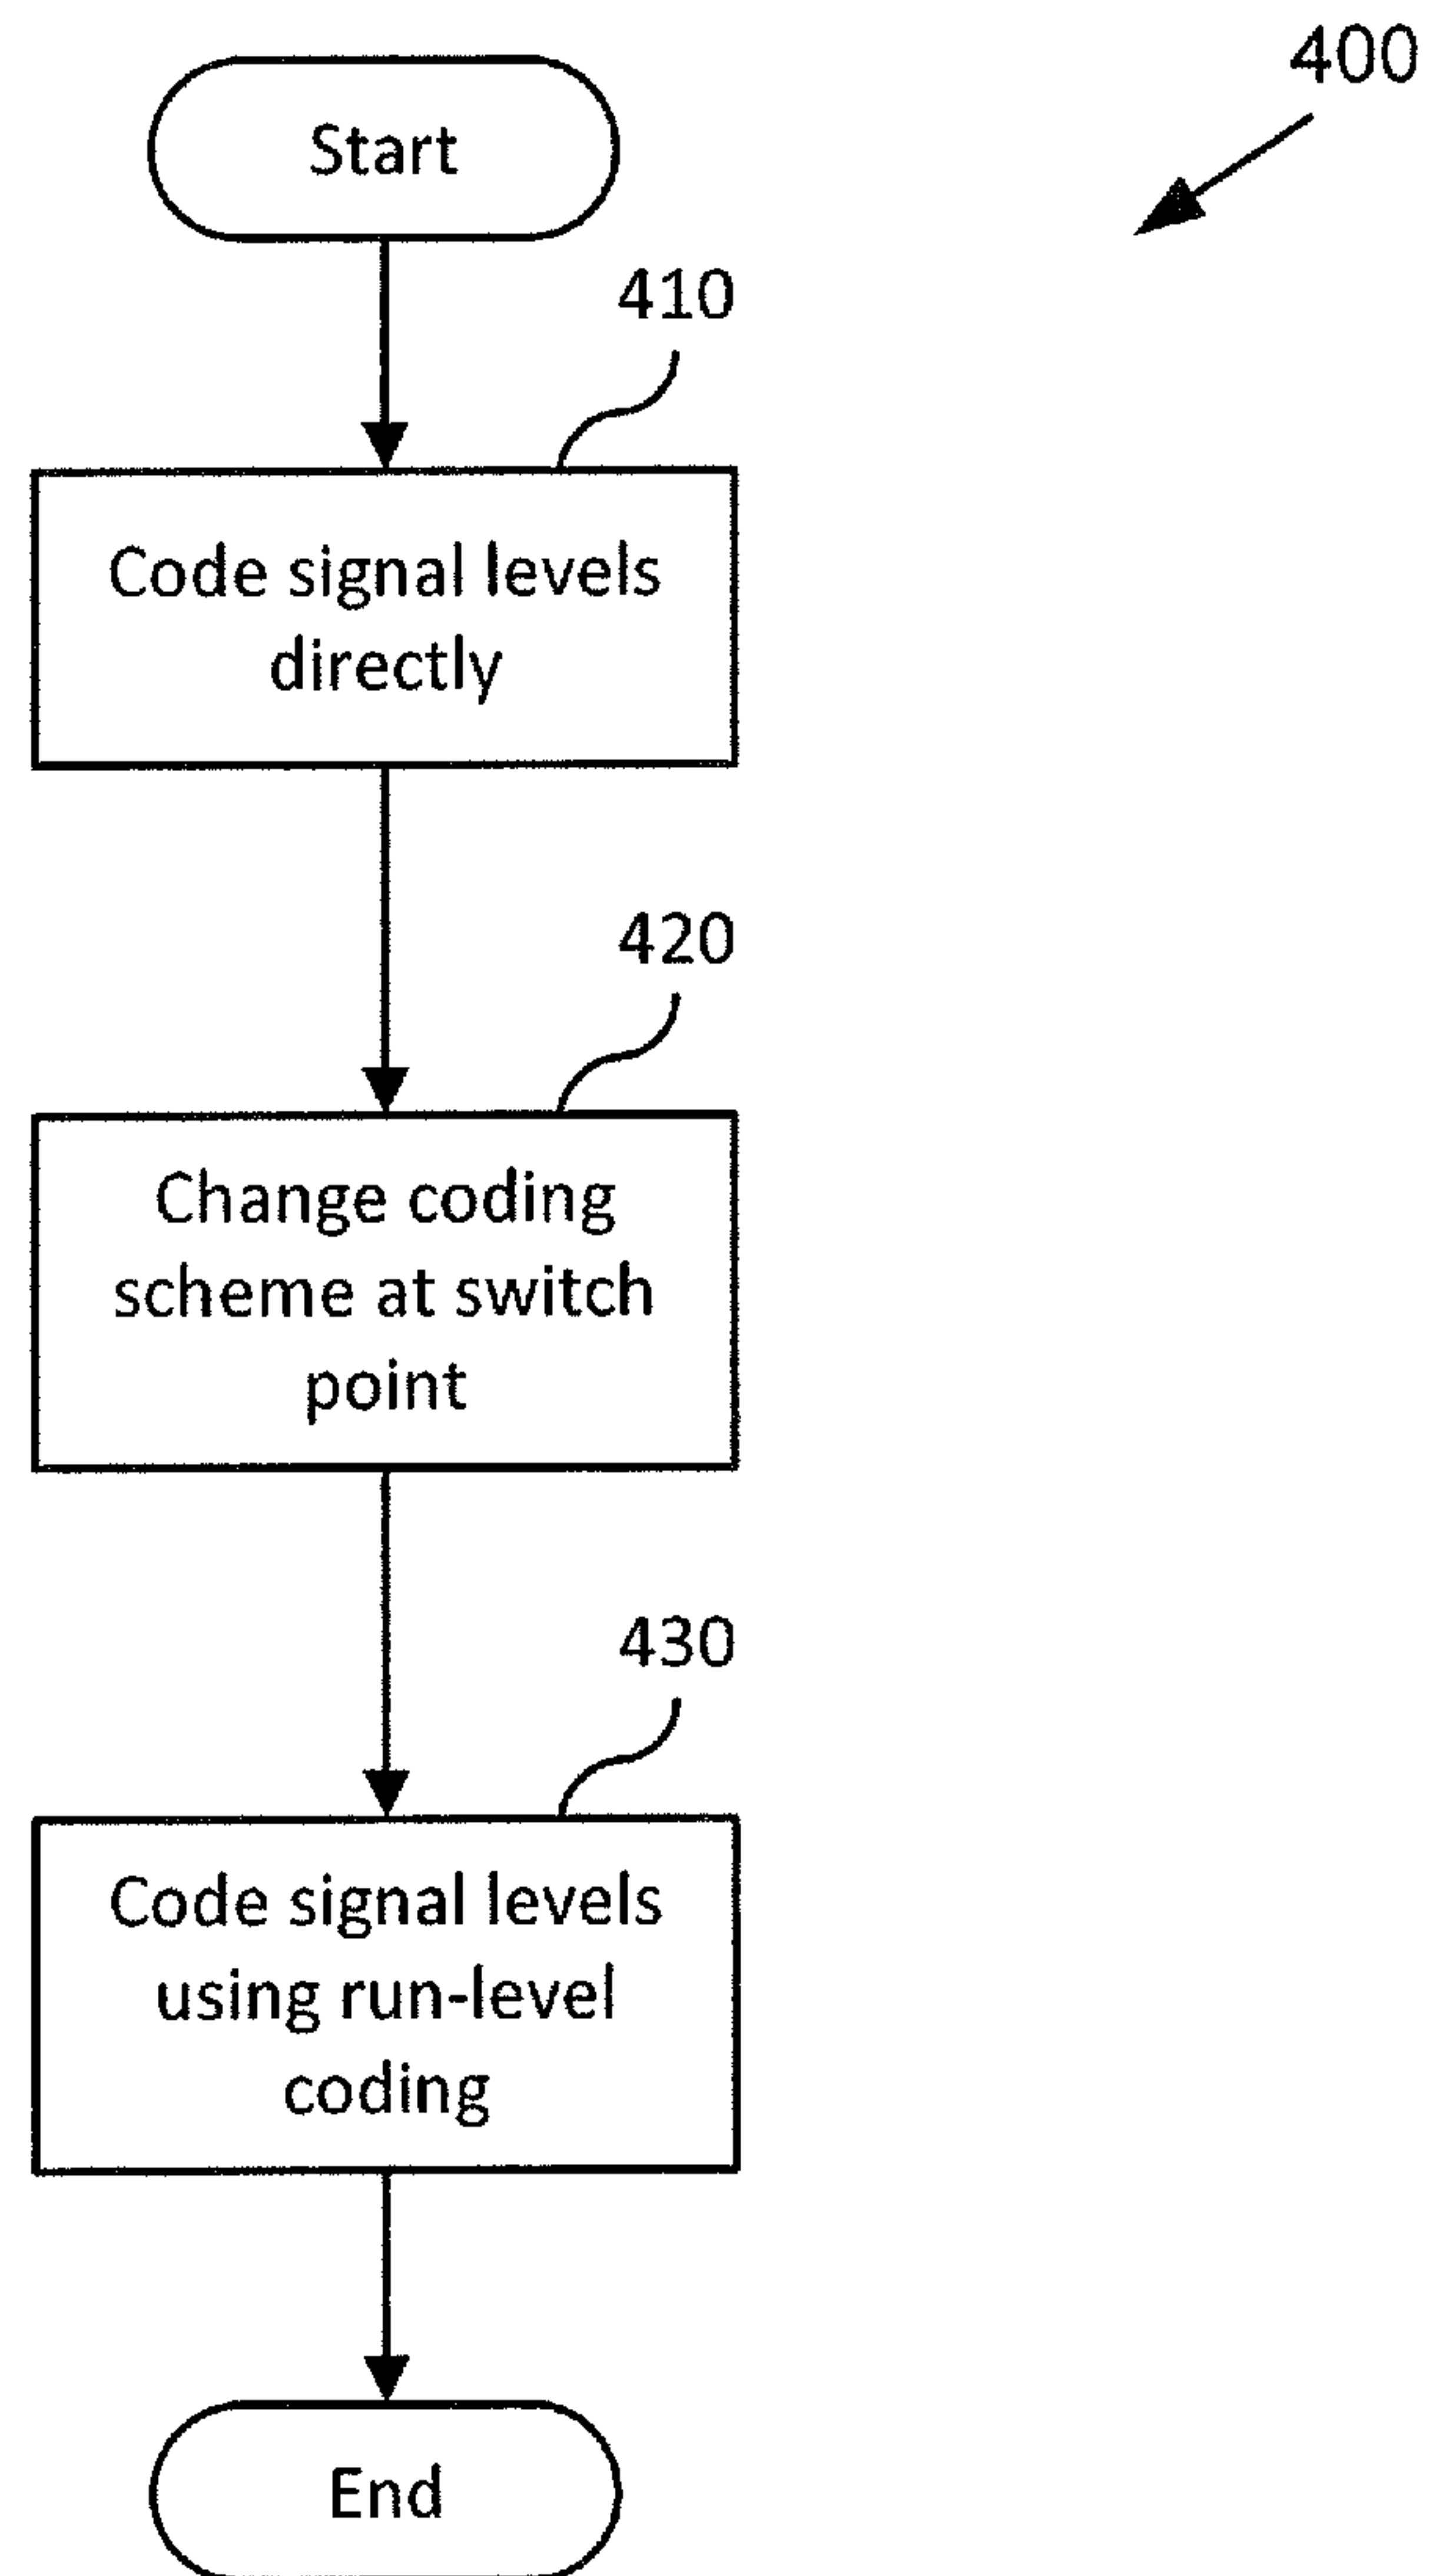 400
Start
410
Code signal levels
directly
420
Change coding
scheme at switch
point
430
Code signal levels
using run-level
coding
End